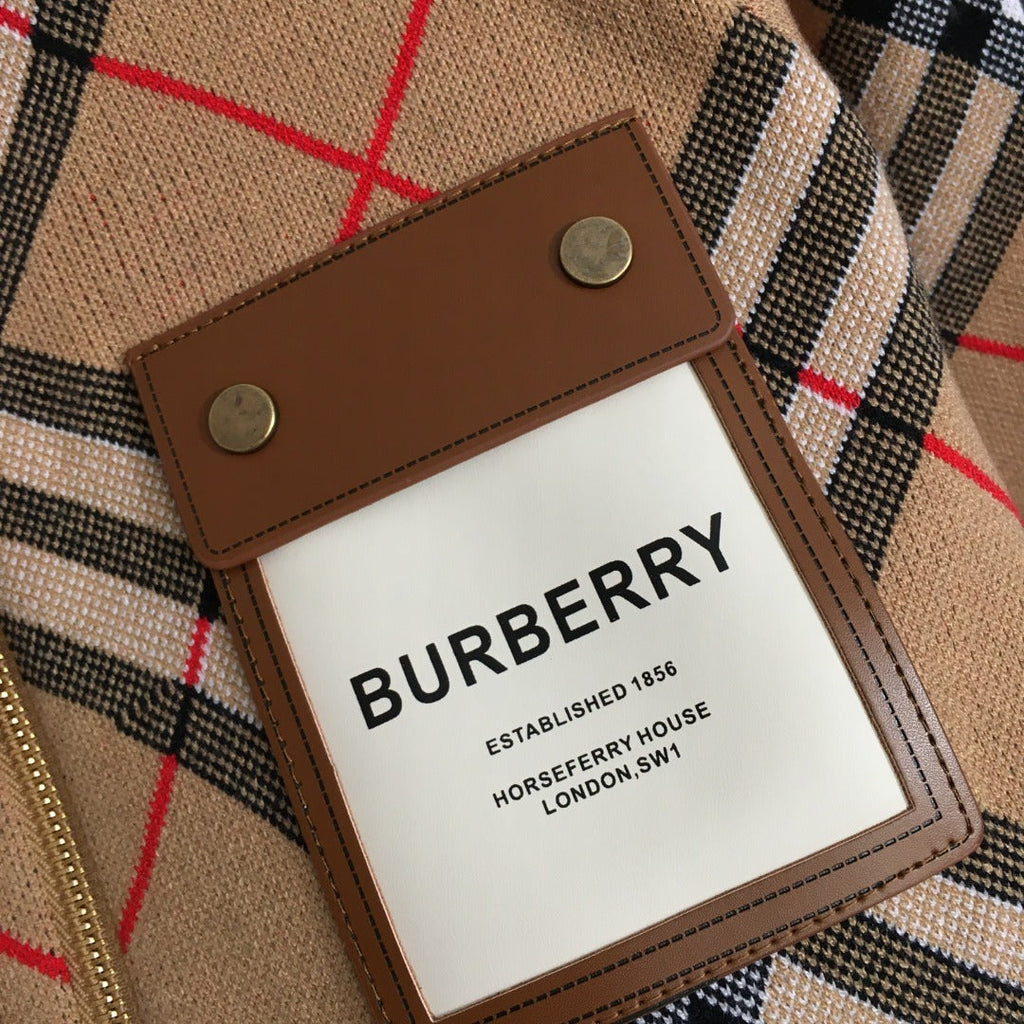 BURBERRY
ESTABLISHED 1856
HORSEFERRY HOUSE
LONDON,SW1